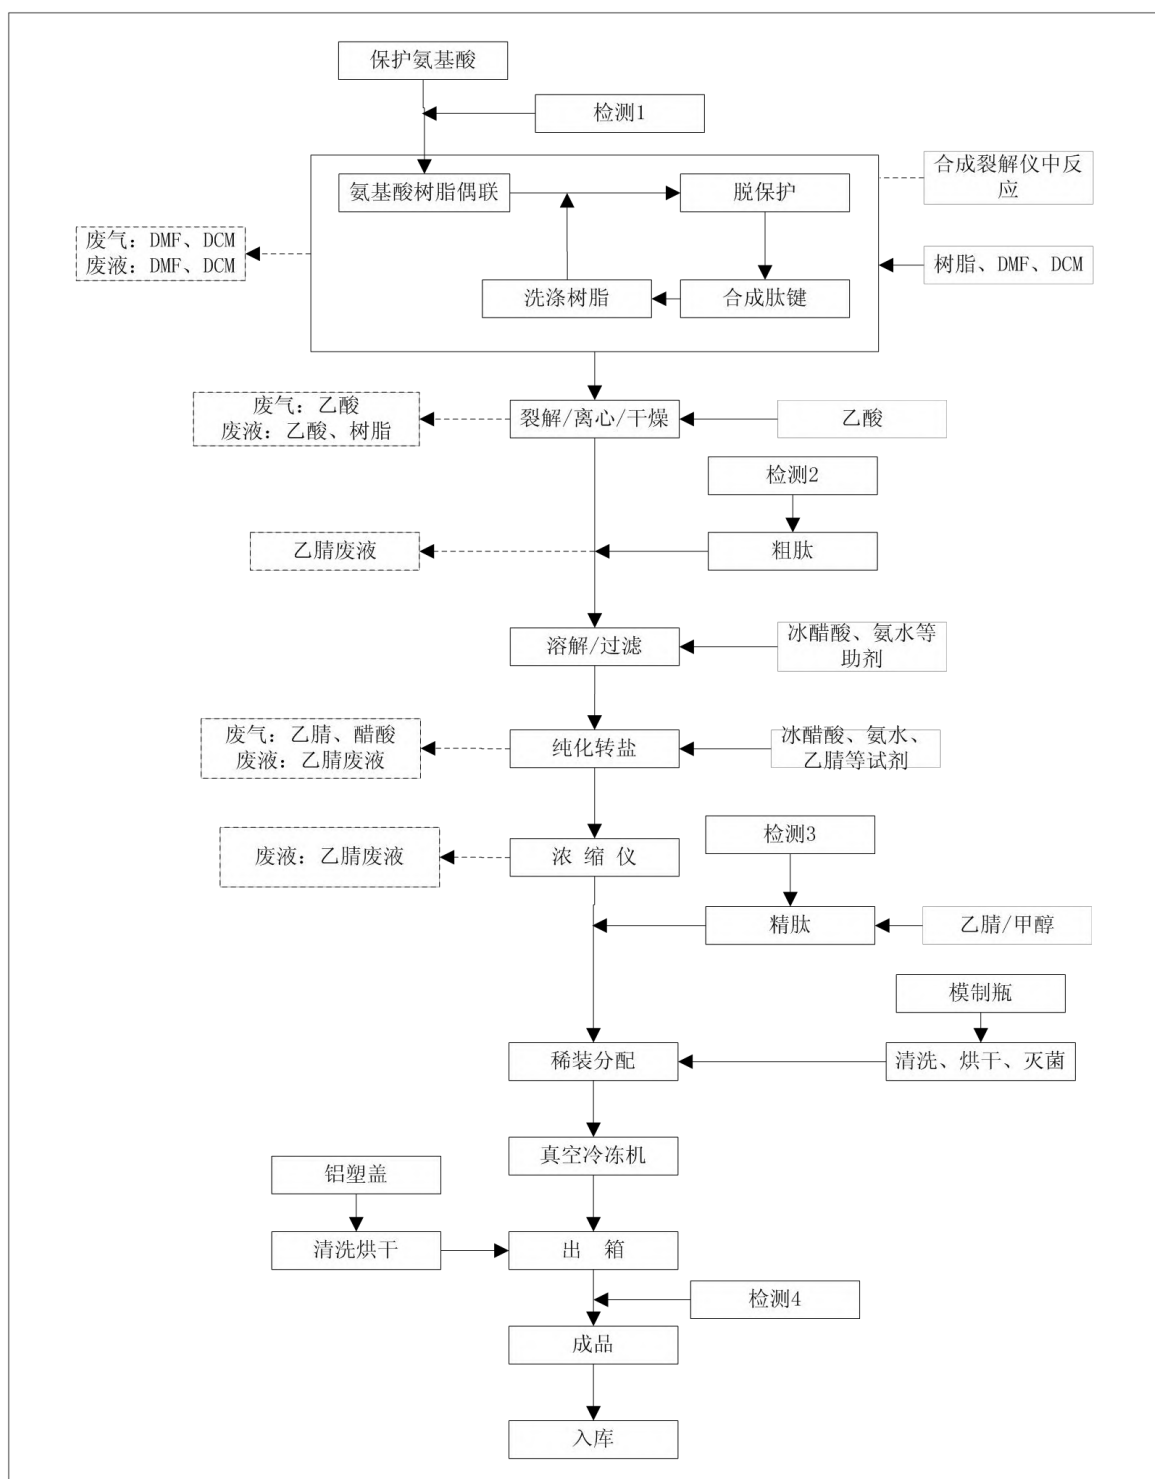 保护氨基酸
检测1
合成裂解仪中反
应
氨基酸树脂偶联
脱保护
废气：DMF、DCM
废液：DMF、DCM
树脂、DMF、DCM
洗涤树脂
合成肽键
废气：乙酸
废液：乙酸、树脂
裂解/离心/干燥
乙酸
检测2
乙腈废液
粗肽
溶解/过滤
冰醋酸、氨水等
助剂
废气：乙腈、醋酸
废液：乙腈废液
纯化转盐
冰醋酸、氨水、
乙腈等试剂
检测3
废液：乙腈废液
浓 缩 仪
精肽
乙腈/甲醇
模制瓶
稀装分配
清洗、烘干、灭菌
真空冷冻机
铝塑盖
清洗烘干
出 箱
检测4
成品
入库